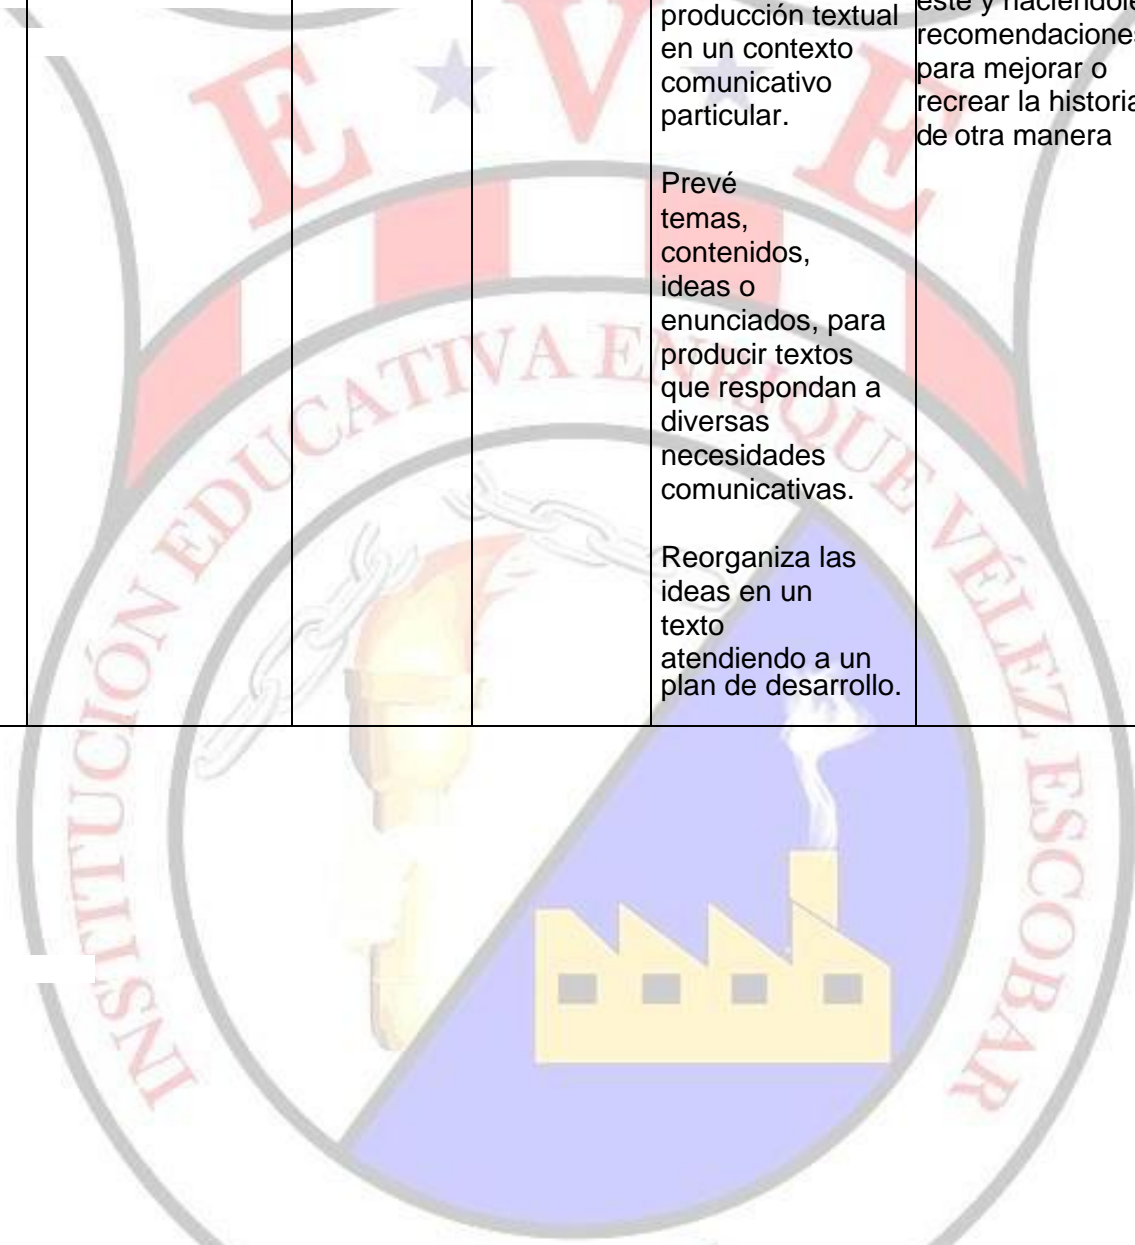 producción textual
en un contexto
comunicativo
particular.
Prevé
temas,
contenidos,
ideas o
enunciados, para
producir textos
que respondan a
diversas
necesidades
comunicativas.
Reorganiza las
ideas en un
texto
atendiendo a un
plan de desarrollo.
este y haciéndole
recomendaciones
para mejorar o
recrear la historia
de otra manera
E V E
INSTITUCIÓN EDUCATIVA ENRIQUE VÉLEZ ESCOBAR